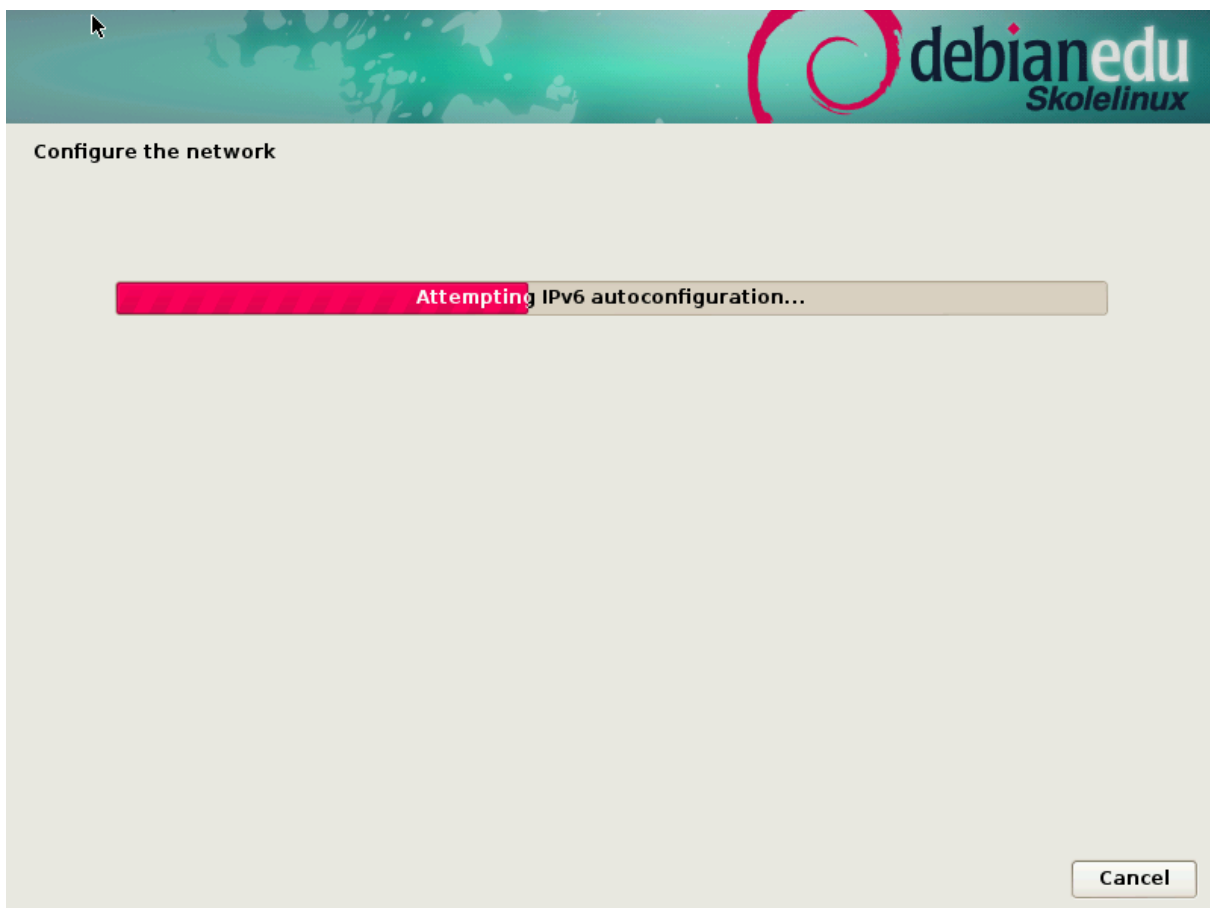 debianedu
Skolelinux
Configure the network
Attempting IPv6 autoconfiguration...
Cancel